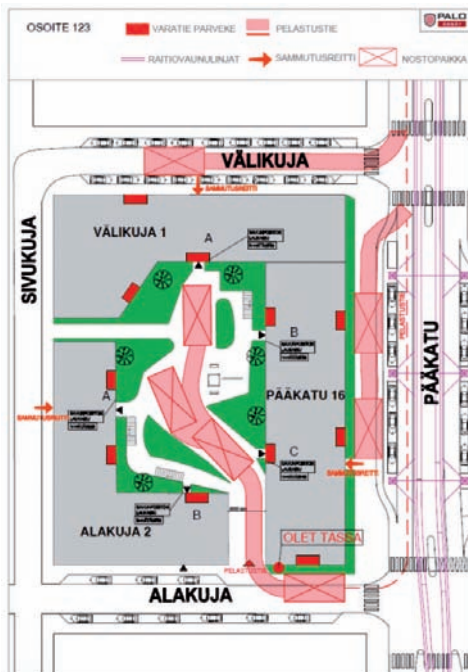 OSOITE 123
VARATIE PARVEKE
PELASTUSTIE
PALO
RAITIOVAUNULINJAT
SAMMUTUSREITTI
NOSTOPAIKKA
VÄLIKUJA
SAMMUTUSREITTI
VÄLIKUJA 1
A
SIVUKUJA
B
PÄÄKATU 16
PELASTUSTIE
PÄÄKATU
A
SAMMUTUSREITTI
C
SAMMUTUSREITTI
ALAKUJA 2
B
OLET TÄSSÄ
PELASTUSTIE
ALAKUJA